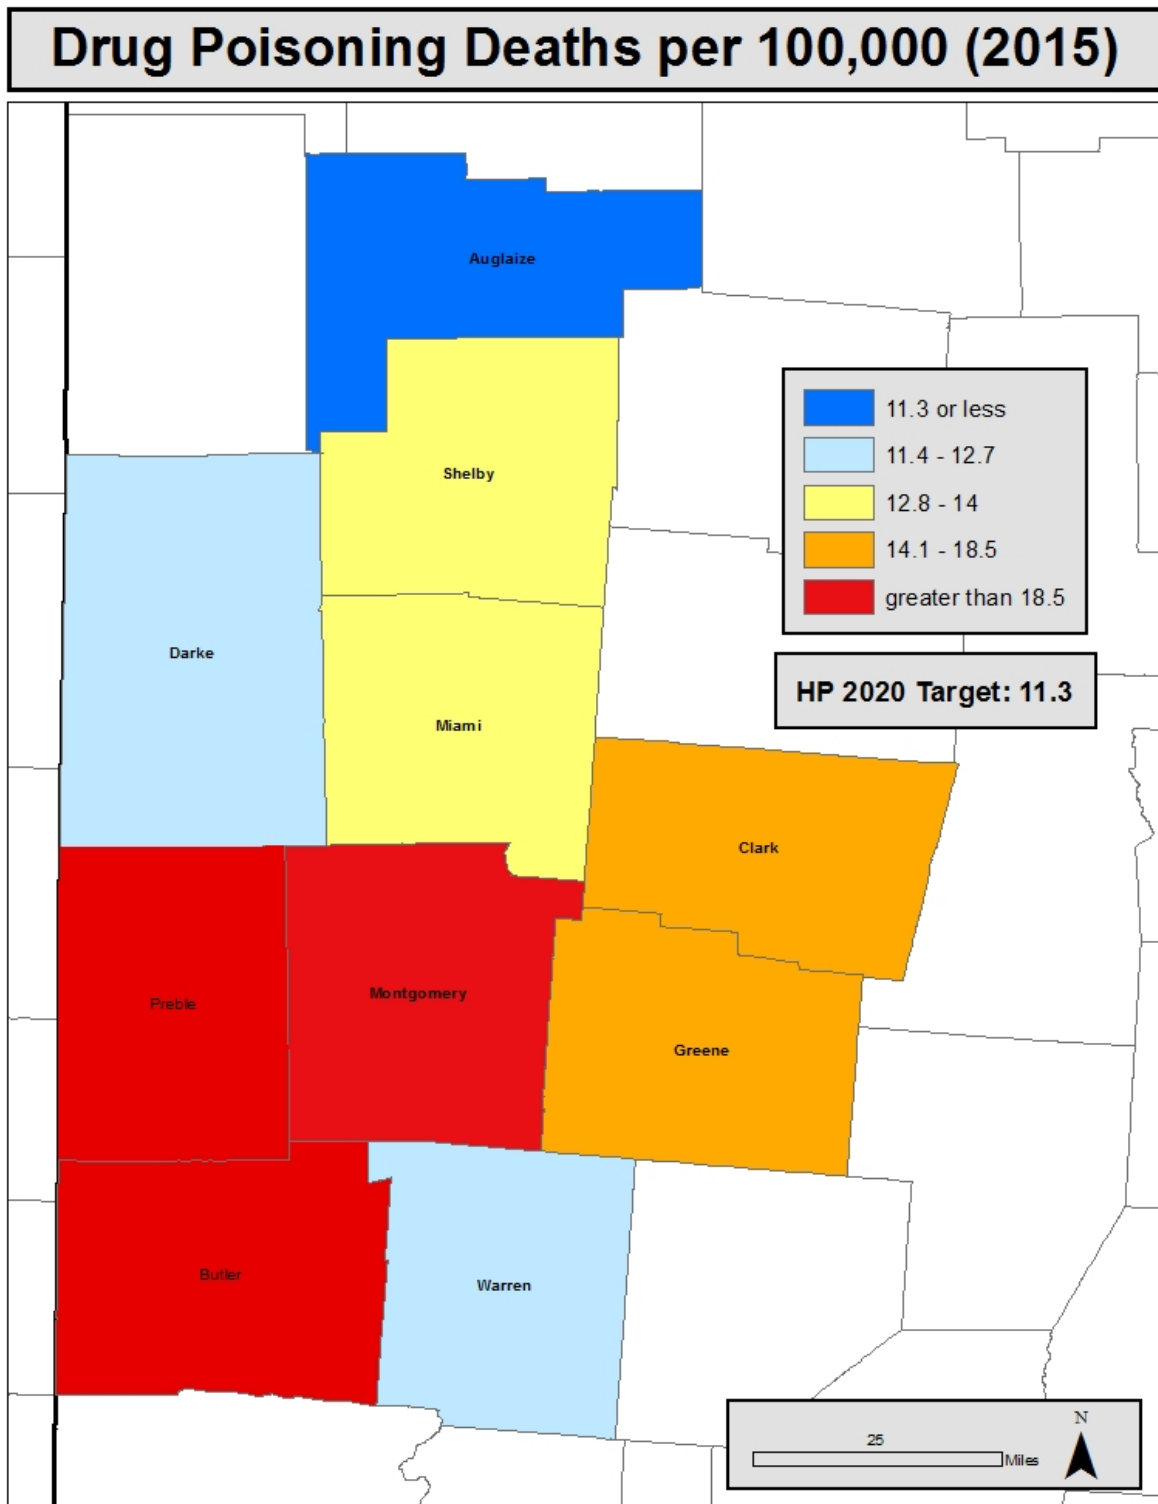 Drug Poisoning Deaths per 100,000 (2015)
Auglaize
11.3 or less
11.4 - 12.7
Shelby
12.8 - 14
14.1 - 18.5
greater than 18.5
Darke
HP 2020 Target: 11.3
Miami
Clark
Montgomery
Preble
Greene
Butler
Warren
N
25
Miles